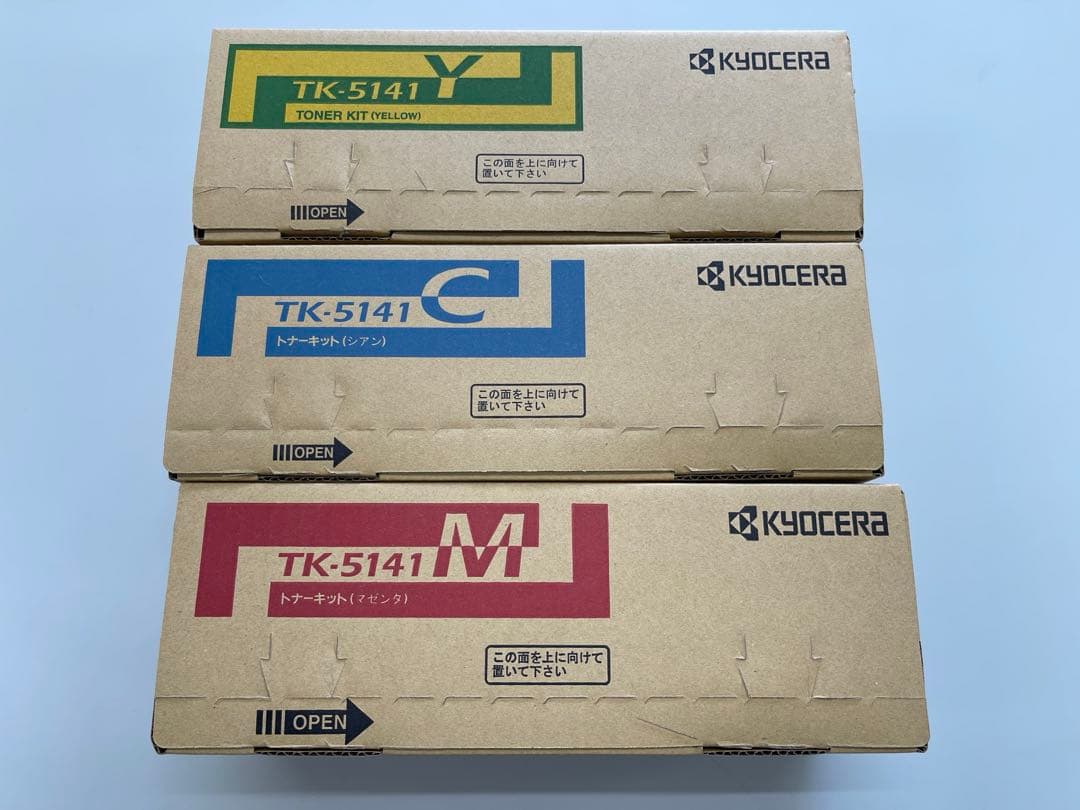 TK-5141 Y
TONER KIT (YELLOW)
KYOCERA
この面を上に向けて
置いて下さい
OPEN
TK-5141 C
トナーキット(シアン)
KYOCERA
この面を上に向けて
置いて下さい
OPEN
TK-5141 M
トナーキット(マゼンタ)
KYOCERA
この面を上に向けて
置いて下さい
OPEN